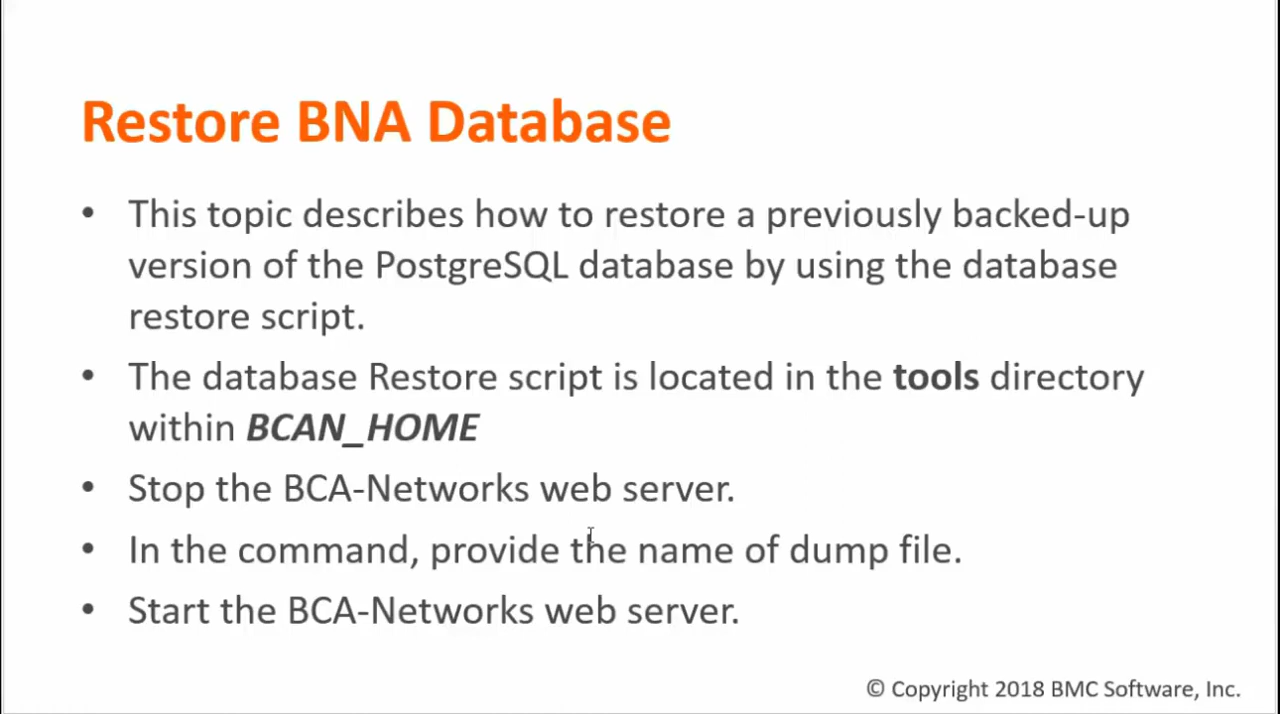 Restore BNA Database
• This topic describes how to restore a previously backed-up
version of the PostgreSQL database by using the database
restore script.
• The database Restore script is located in the tools directory
within BCAN_HOME
• Stop the BCA-Networks web server.
• In the command, provide the name of dump file.
• Start the BCA-Networks web server.
© Copyright 2018 BMC Software, Inc.